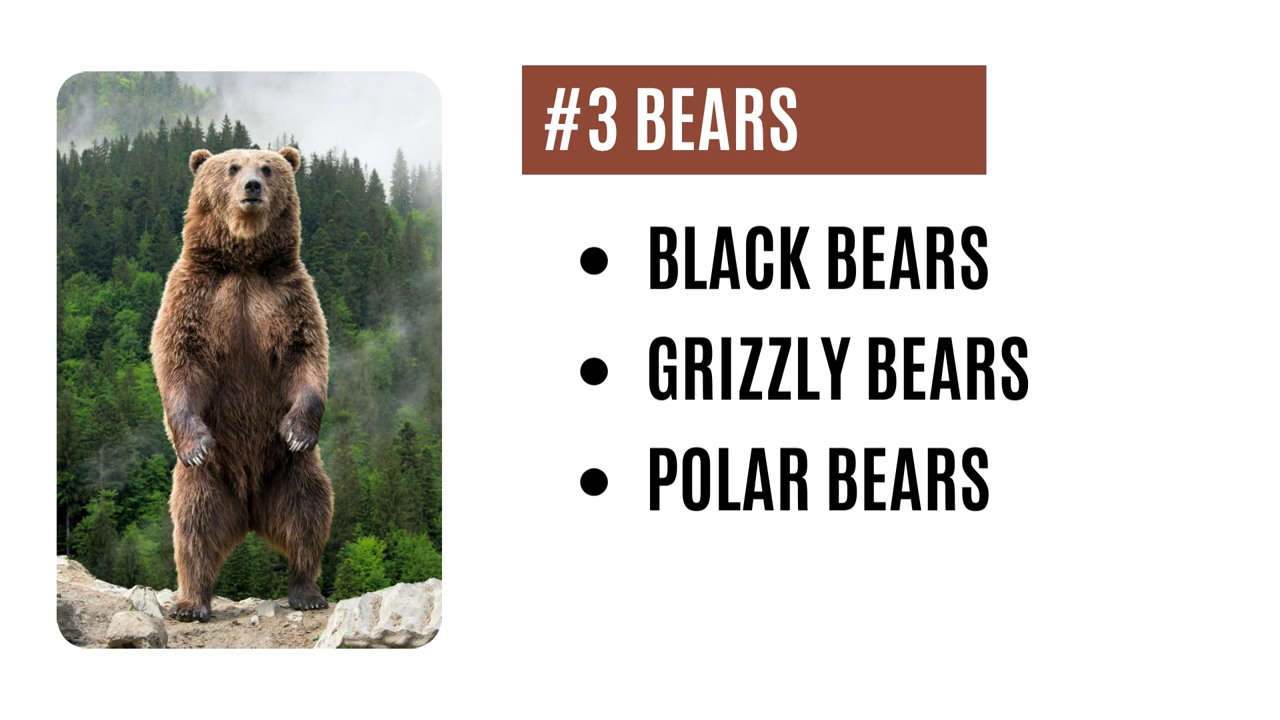 #3 BEARS
• BLACK BEARS
• GRIZZLY BEARS
• POLAR BEARS